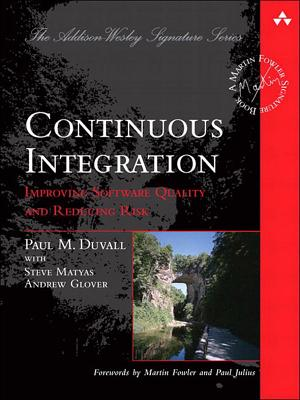 The Addison Wesley Signature Series
A MARTIN FOWLER SIGNATURE BOOK
Martin
CONTINUOUS
INTEGRATION
IMPROVING SOFTWARE QUALITY
AND REDUCING RISK
PAUL M. DUVALL
WITH
STEVE MATYAS
ANDREW GLOVER
Forewords by Martin Fowler and Paul Julius